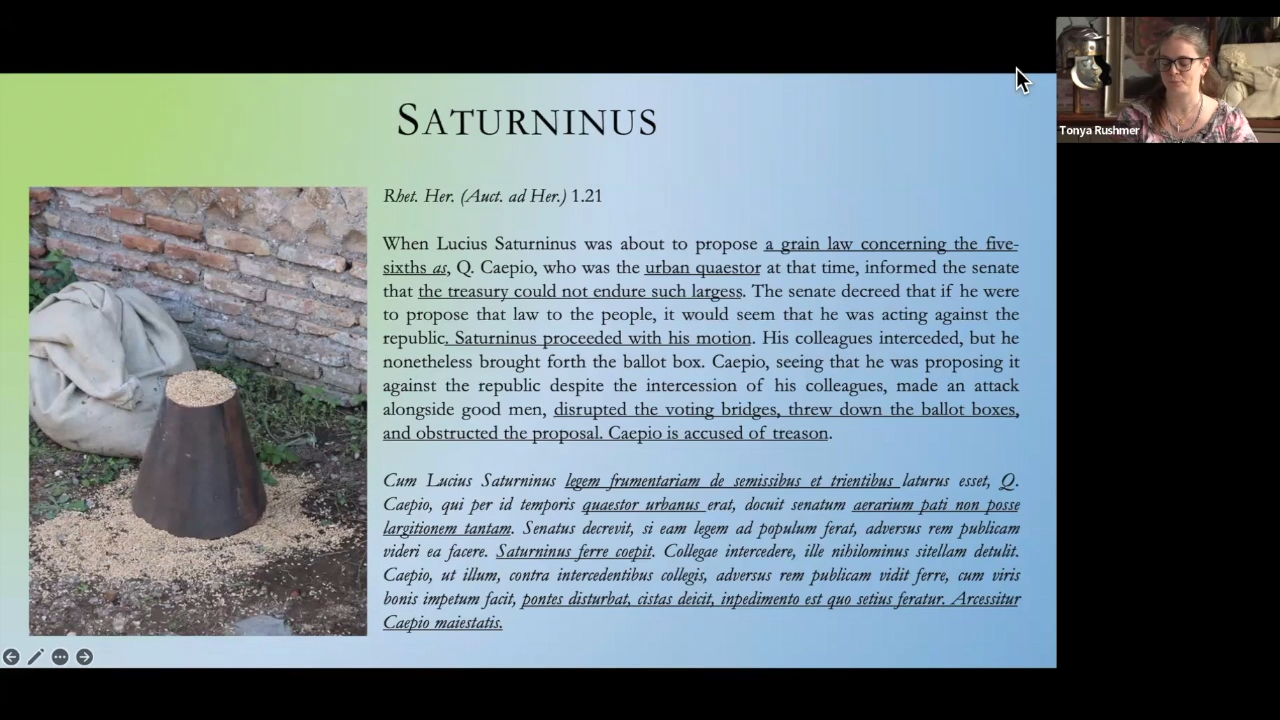 SATURNINUS
Rhet. Her. (Auct. ad Her.) 1.21
When Lucius Saturninus was about to propose a grain law concerning the five-
sixths as, Q. Caepio, who was the urban quaestor at that time, informed the senate
that the treasury could not endure such largess. The senate decreed that if he were
to propose that law to the people, it would seem that he was acting against the
republic. Saturninus proceeded with his motion. His colleagues interceded, but he
nonetheless brought forth the ballot box. Caepio, seeing that he was proposing it
against the republic despite the intercession of his colleagues, made an attack
alongside good men, disrupted the voting bridges, threw down the ballot boxes,
and obstructed the proposal. Caepio is accused of treason.
Cum Lucius Saturninus legem frumentariam de semissibus et trientibus laturus esset, Q.
Caepio, qui per id temporis quaestor urbanus erat, docuit senatum aerarium pati non posse
largitionem tantam. Senatus decrevit, si eam legem ad populum ferat, adversus rem publicam
videri ea facere. Saturninus ferre coepit. Collegae intercedere, ille nihilominus sitellam detulit.
Caepio, ut illum, contra intercedentibus collegis, adversus rem publicam vidit ferre, cum viris
bonis impetum facit, pontes disturbat, cistas deicit, inpedimento est quo setius feratur. Arcessitur
Caepio maiestatis.
Tonya Rushmer